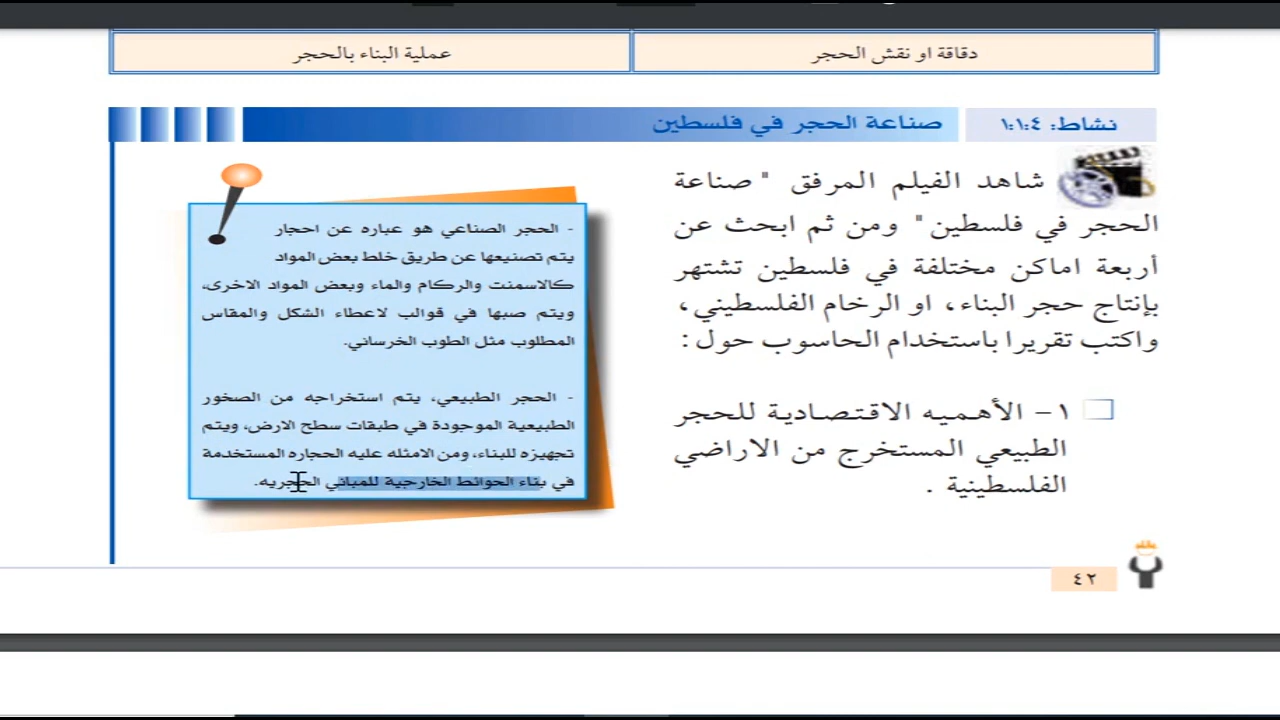 دقاقة او نقش الحجر
عملية البناء بالحجر
نشاط: ١:١:٤
صناعة الحجر في فلسطين
شاهد الفيلم المرفق " صناعة
الحجر في فلسطين" ومن ثم ابحث عن
أربعة اماكن مختلفة في فلسطين تشتهر
بإنتاج حجر البناء، او الرخام الفلسطيني،
واكتب تقريرا باستخدام الحاسوب حول :
١- الأهميه الاقتصادية للحجر
الطبيعي المستخرج من الاراضي
الفلسطينية .
- الحجر الصناعي هو عباره عن احجار
يتم تصنيعها عن طريق خلط بعض المواد
كالاسمنت والركام والماء وبعض المواد الاخرى،
ويتم صبها في قوالب لاعطاء الشكل والمقاس
المطلوب مثل الطوب الخرساني.
- الحجر الطبيعي، يتم استخراجه من الصخور
الطبيعية الموجودة في طبقات سطح الارض، ويتم
تجهيزه للبناء، ومن الامثله عليه الحجاره المستخدمة
في بناء الحوائط الخارجية للمباني الحجريه.
٤٢